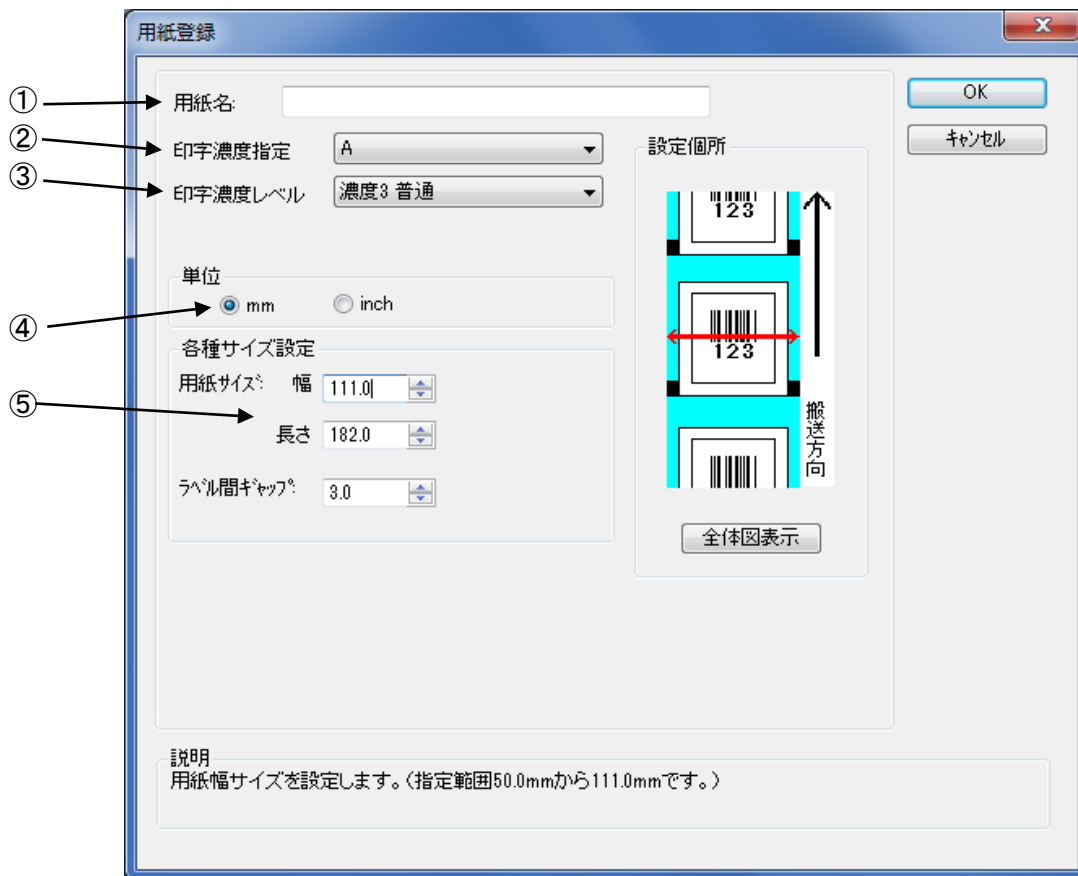 用紙登録
① 用紙名:
OK
② 印字濃度指定 A
キャンセル
③ 印字濃度レベル 濃度3 普通
設定個所
123
単位
④ mm inch
123
各種サイズ設定
⑤ 用紙サイズ: 幅 111.0
長さ 182.0
搬送方向
ラベル間ギャップ: 3.0
全体図表示
説明
用紙幅サイズを設定します。(指定範囲50.0mmから111.0mmです。)